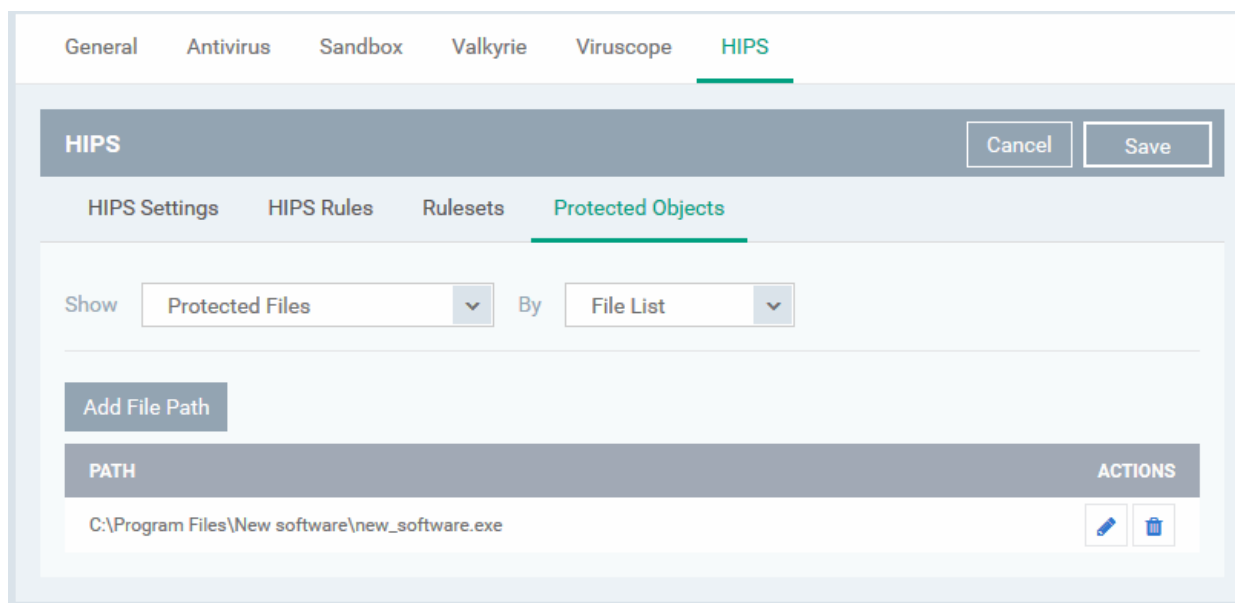 General Antivirus Sandbox Valkyrie Viruscope HIPS
HIPS Cancel Save
HIPS Settings HIPS Rules Rulesets Protected Objects
Show Protected Files By File List
Add File Path
PATH ACTIONS
C:\Program Files\New software\new_software.exe